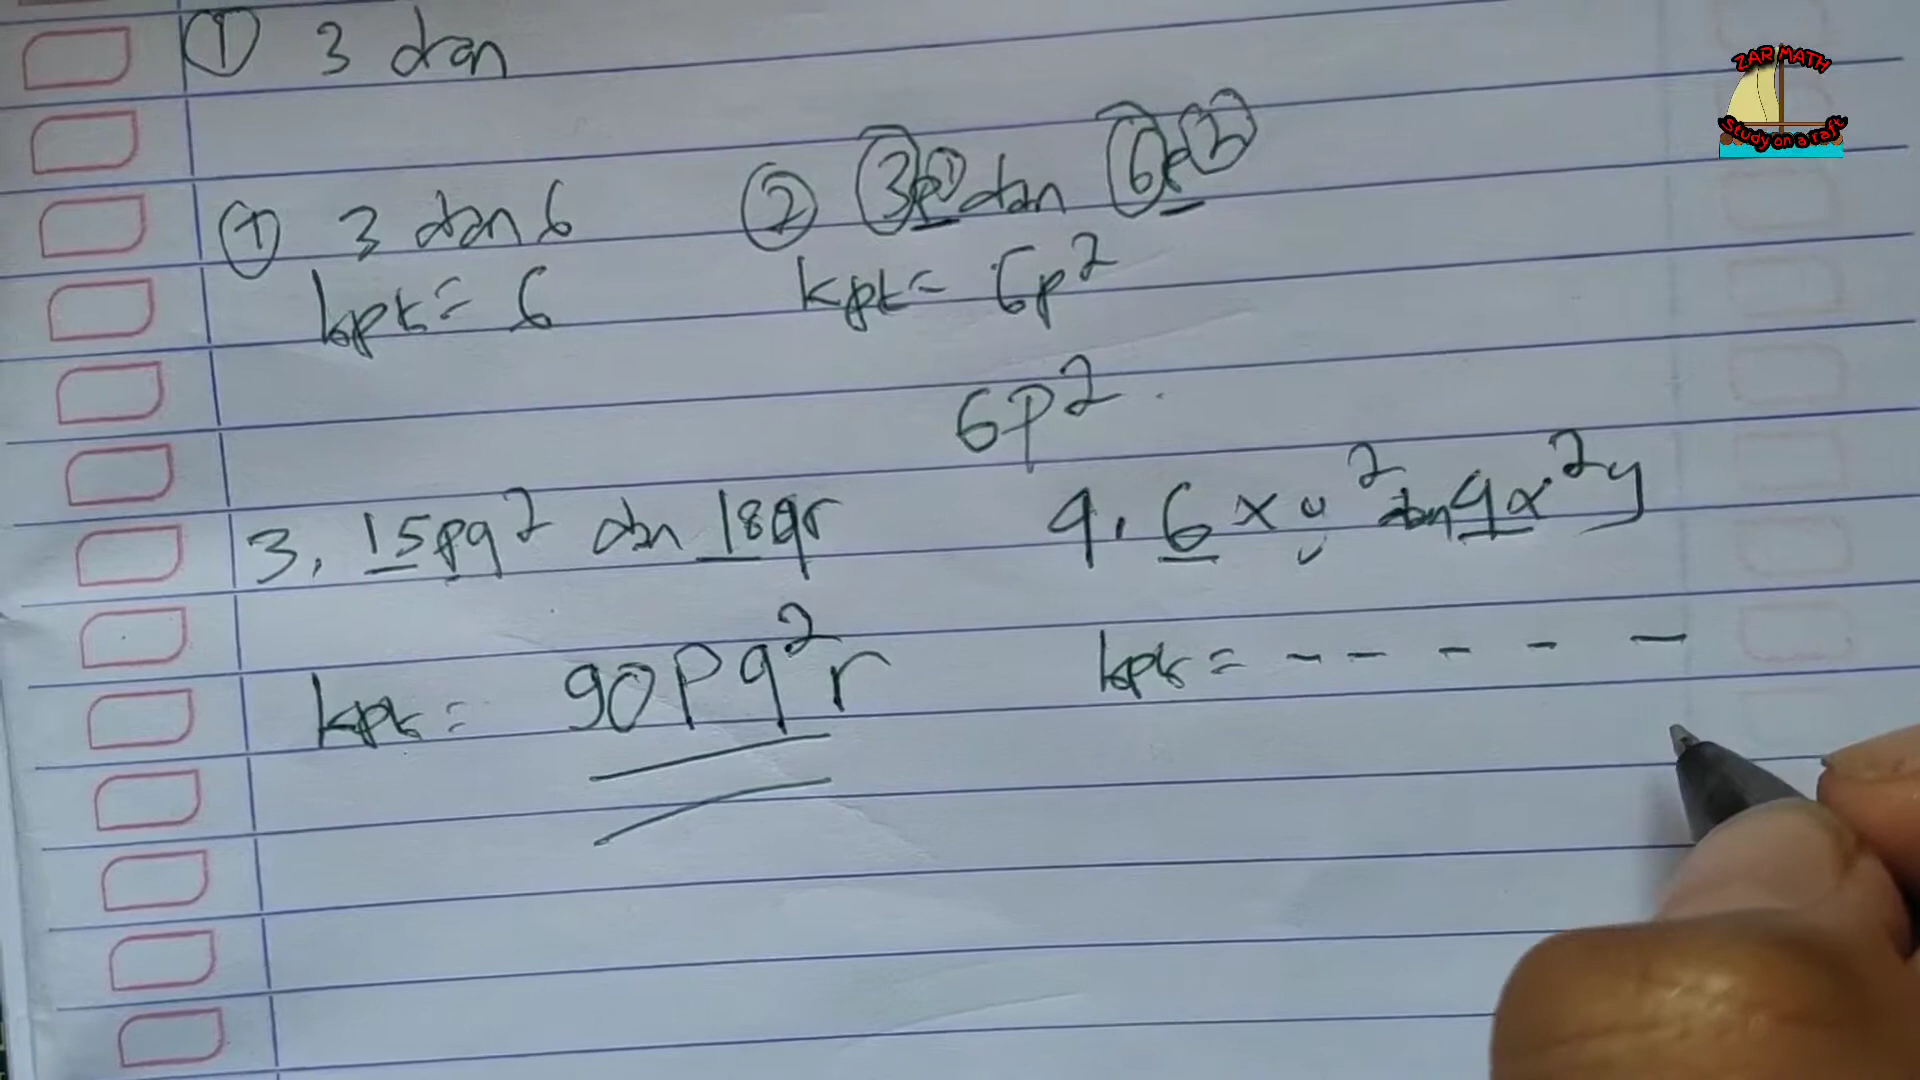 ① 3 dan
ZAR MATH
Study on a raft
① 3 dan 6
② 3p¹ dan 6p²
kpk = 6
kpk = 6p²
6p²
3. 15pq² dan 18qr
4. 6xy² dan 9x²y
kpk = 90pq²r
kpk = - - - - -